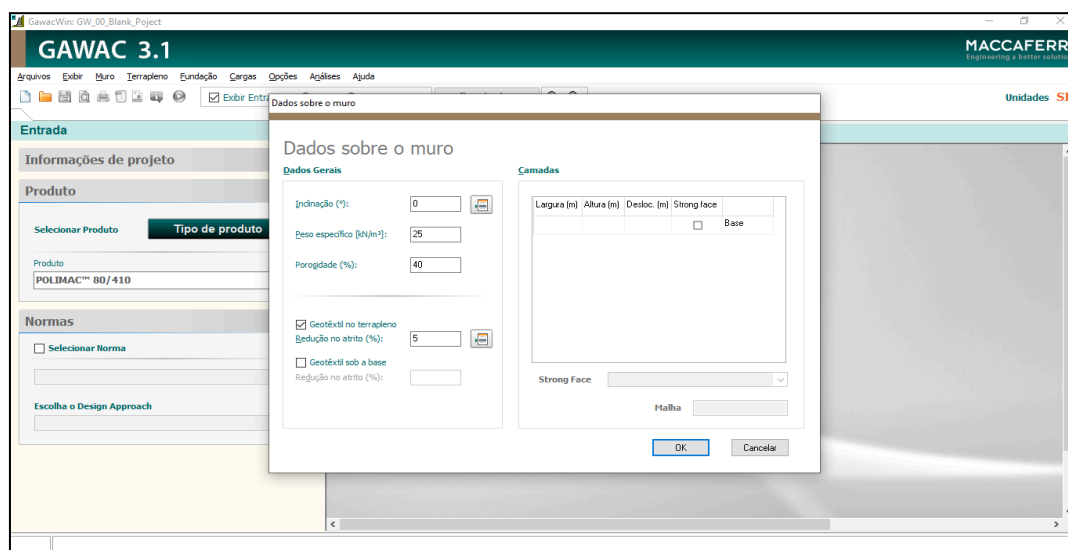 GawacWin: GW_00_Blank_Poject
GAWAC 3.1
MACCAFERR
Engineering a better solutio
Arquivos Exibir Muro Terrapleno Fundação Cargas Opções Análises Ajuda
Exibir Entr
Unidades SI
Dados sobre o muro
Entrada
Informações de projeto
Produto
Selecionar Produto
Tipo de produto
Produto
POLIMAC™ 80/410
Normas
Selecionar Norma
Escolha o Design Approach
Dados sobre o muro
Dados Gerais
Inclinação (°): 0
Peso específico [kN/m³]: 25
Porosidade (%): 40
Geotêxtil no terrapleno
Redução no atrito (%): 5
Geotêxtil sob a base
Redução no atrito (%):
Camadas
Largura (m) Altura (m) Desloc. (m) Strong face
Base
Strong Face
Malha
OK Cancelar